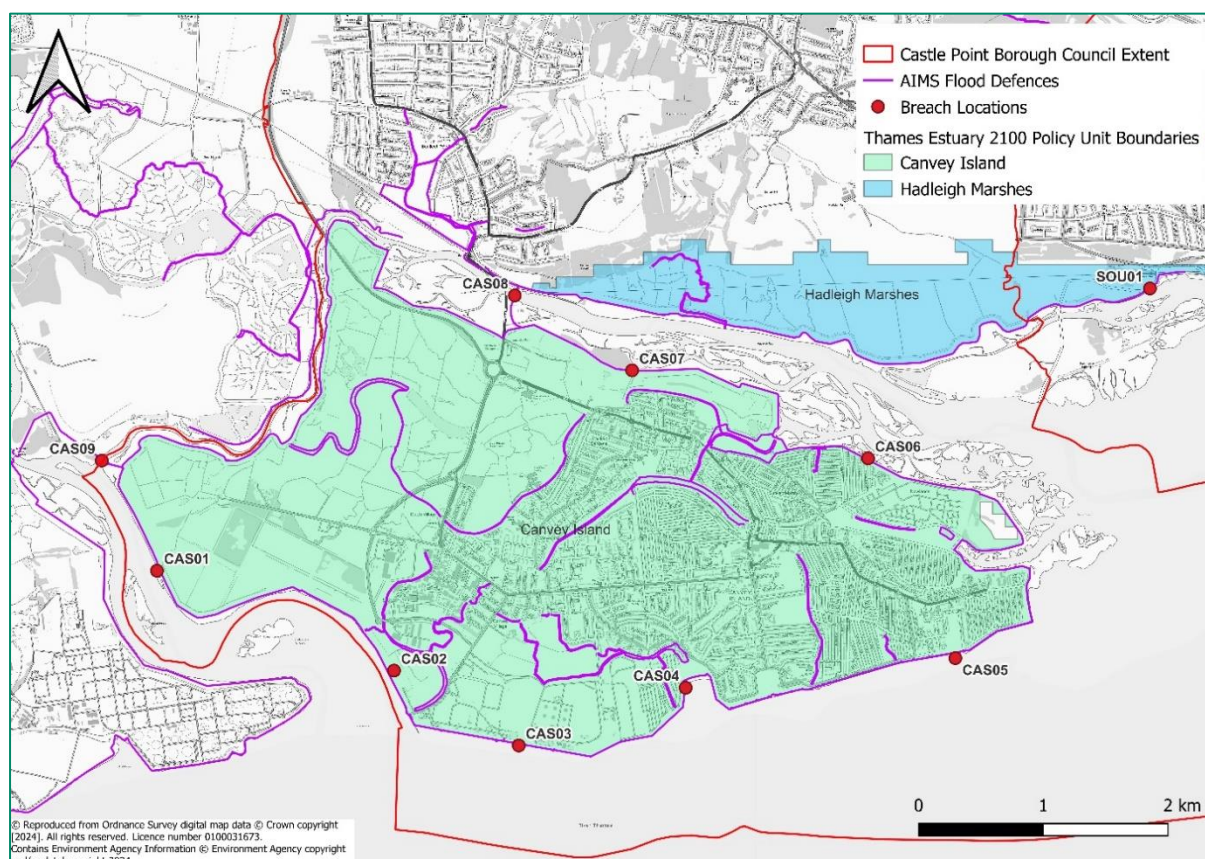 Castle Point Borough Council Extent
AIMS Flood Defences
Breach Locations
Thames Estuary 2100 Policy Unit Boundaries
Canvey Island
Hadleigh Marshes
CAS08
SOU01
Hadleigh Marshes
CAS07
CAS09
CAS06
Canvey Island
CAS01
CAS02
CAS05
CAS04
CAS03
0 1 2 km
© Reproduced from Ordnance Survey digital map data © Crown copyright
[2024]. All rights reserved. Licence number 0100031673.
Contains Environment Agency Information © Environment Agency copyright